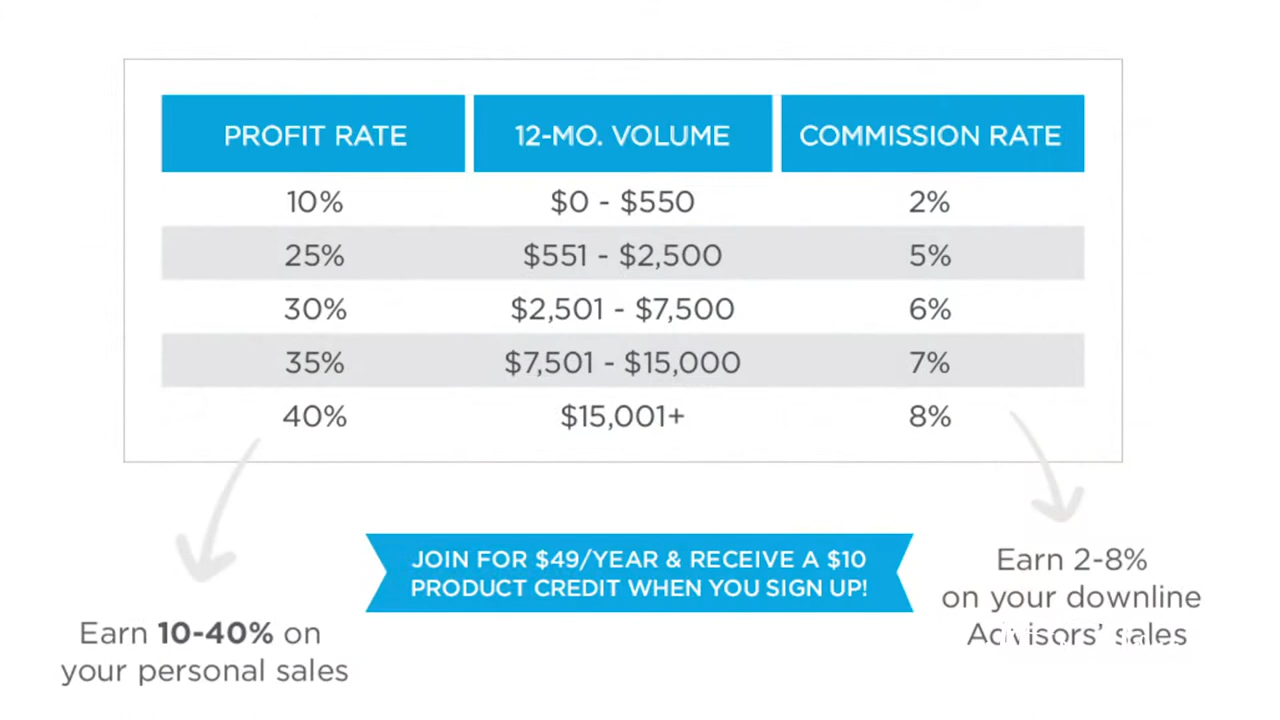 PROFIT RATE 12-MO. VOLUME COMMISSION RATE
10% $0 - $550 2%
25% $551 - $2,500 5%
30% $2,501 - $7,500 6%
35% $7,501 - $15,000 7%
40% $15,001+ 8%
JOIN FOR $49/YEAR & RECEIVE A $10
PRODUCT CREDIT WHEN YOU SIGN UP!
Earn 10-40% on
your personal sales
Earn 2-8%
on your downline
Advisors' sales